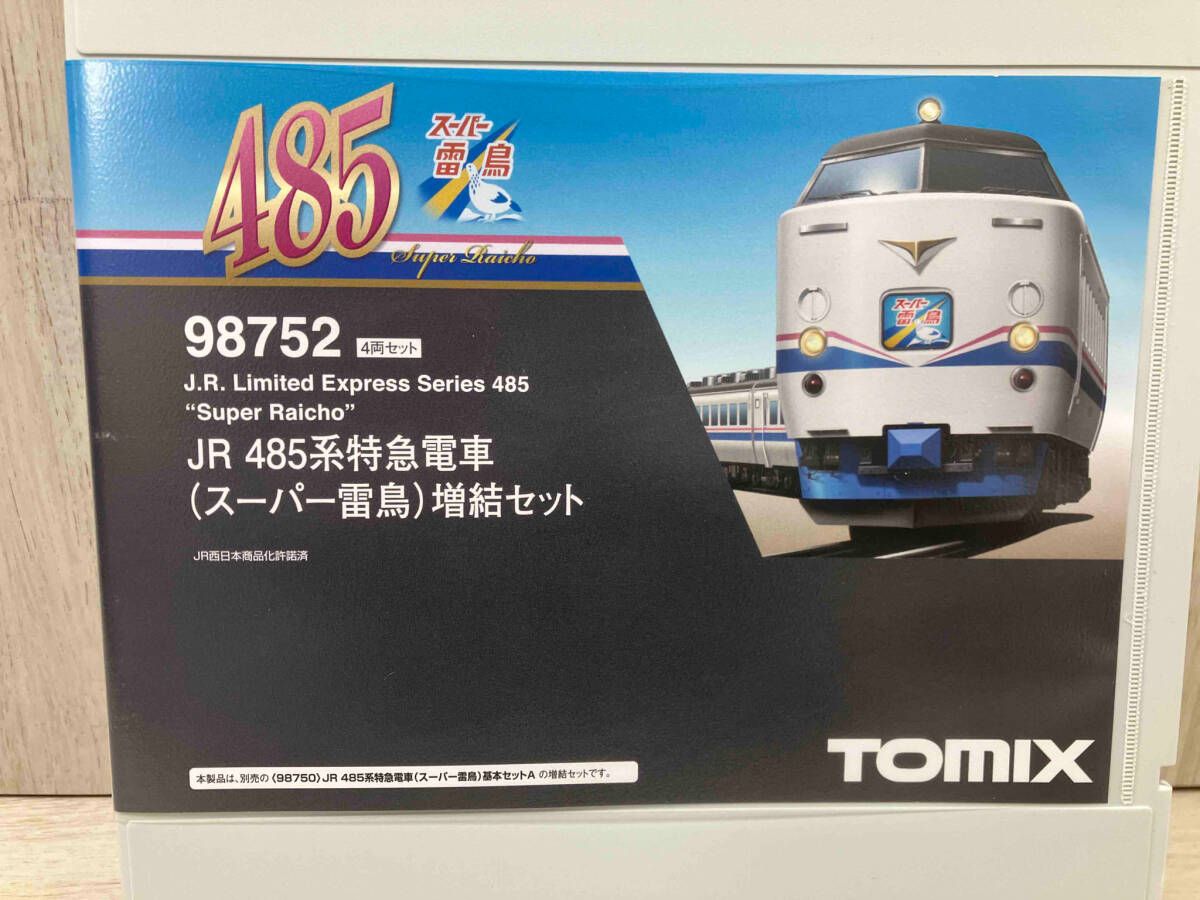 485
スーパー
雷鳥
Super Raicho
98752 4両セット
J.R. Limited Express Series 485
“Super Raicho”
JR 485系特急電車
(スーパー雷鳥)増結セット
JR西日本商品化許諾済
スーパー
雷鳥
本製品は、別売の〈98750〉JR 485系特急電車(スーパー雷鳥)基本セットA の増結セットです。
TOMIX